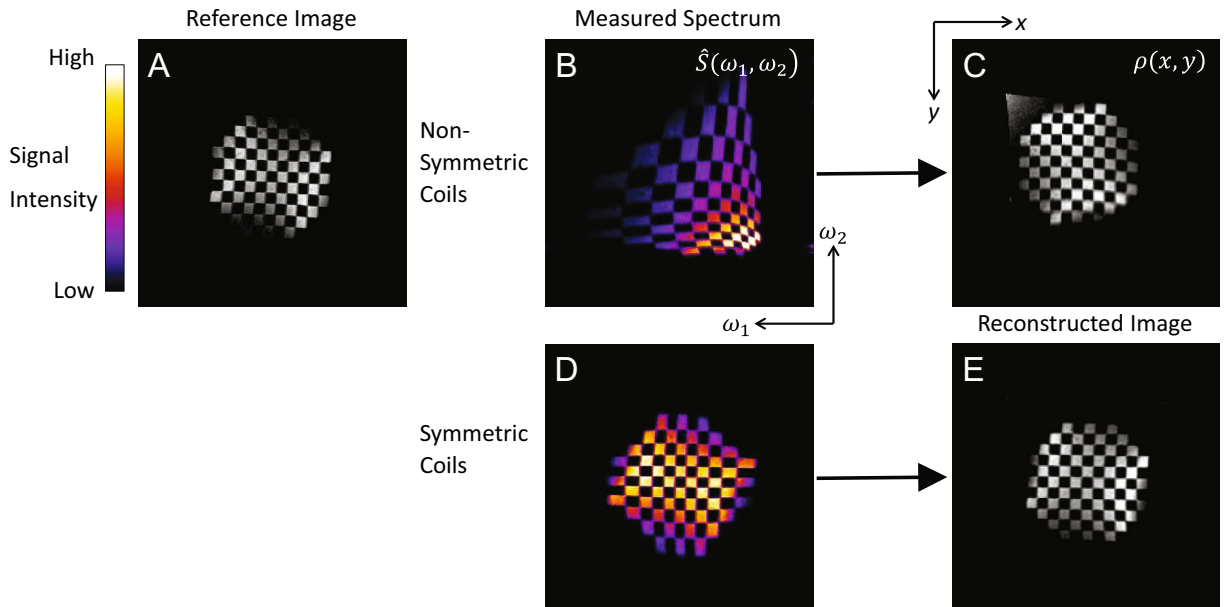 Reference Image
Measured Spectrum
High
Signal
Intensity
Low
A
Non-
Symmetric
Coils
B
Ŝ(ω₁, ω₂)
x
y
C
ρ(x, y)
ω₂
ω₁
Reconstructed Image
Symmetric
Coils
D
E